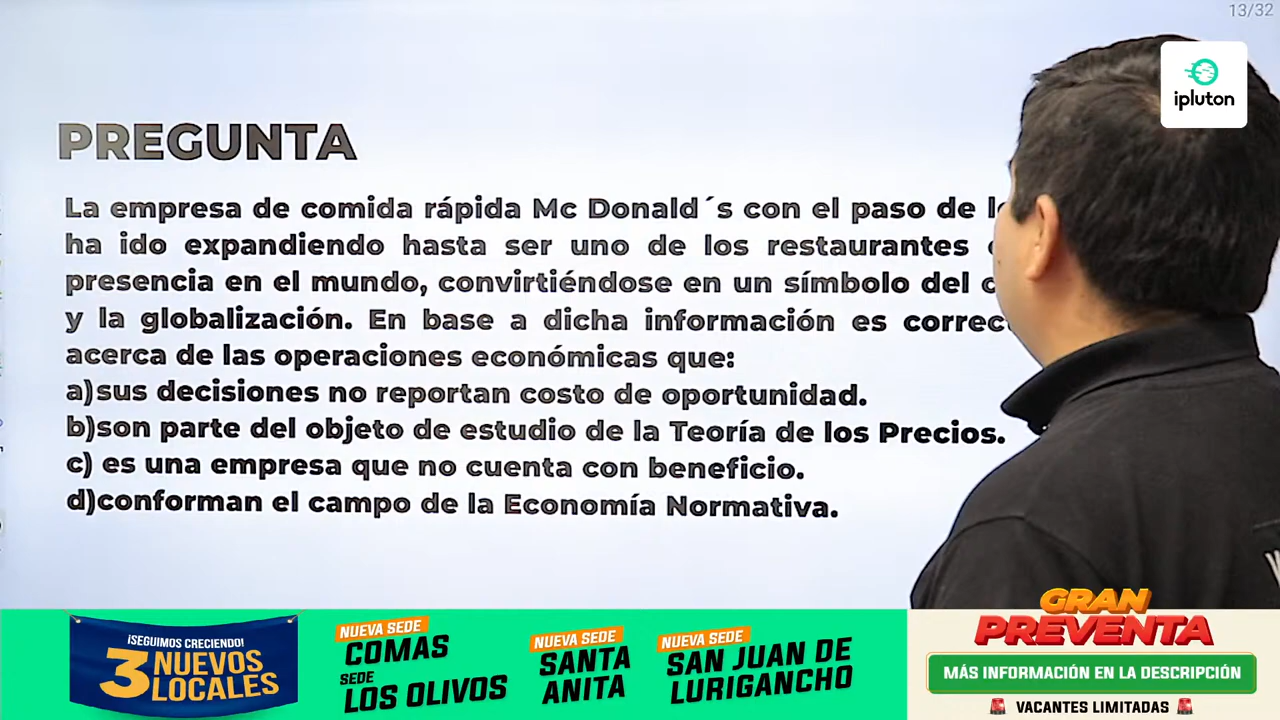 13/32
ipluton
PREGUNTA
La empresa de comida rápida Mc Donald´s con el paso de
ha ido expandiendo hasta ser uno de los restaurantes
presencia en el mundo, convirtiéndose en un símbolo del
y la globalización. En base a dicha información es
acerca de las operaciones económicas que:
a)sus decisiones no reportan costo de oportunidad.
b)son parte del objeto de estudio de la Teoría de los Precios.
c) es una empresa que no cuenta con beneficio.
d)conforman el campo de la Economía Normativa.
¡SEGUIMOS CRECIENDO!
3 NUEVOS
LOCALES
NUEVA SEDE
COMAS
SEDE
LOS OLIVOS
NUEVA SEDE
SANTA
ANITA
NUEVA SEDE
SAN JUAN DE
LURIGANCHO
GRAN
PREVENTA
MÁS INFORMACIÓN EN LA DESCRIPCIÓN
VACANTES LIMITADAS